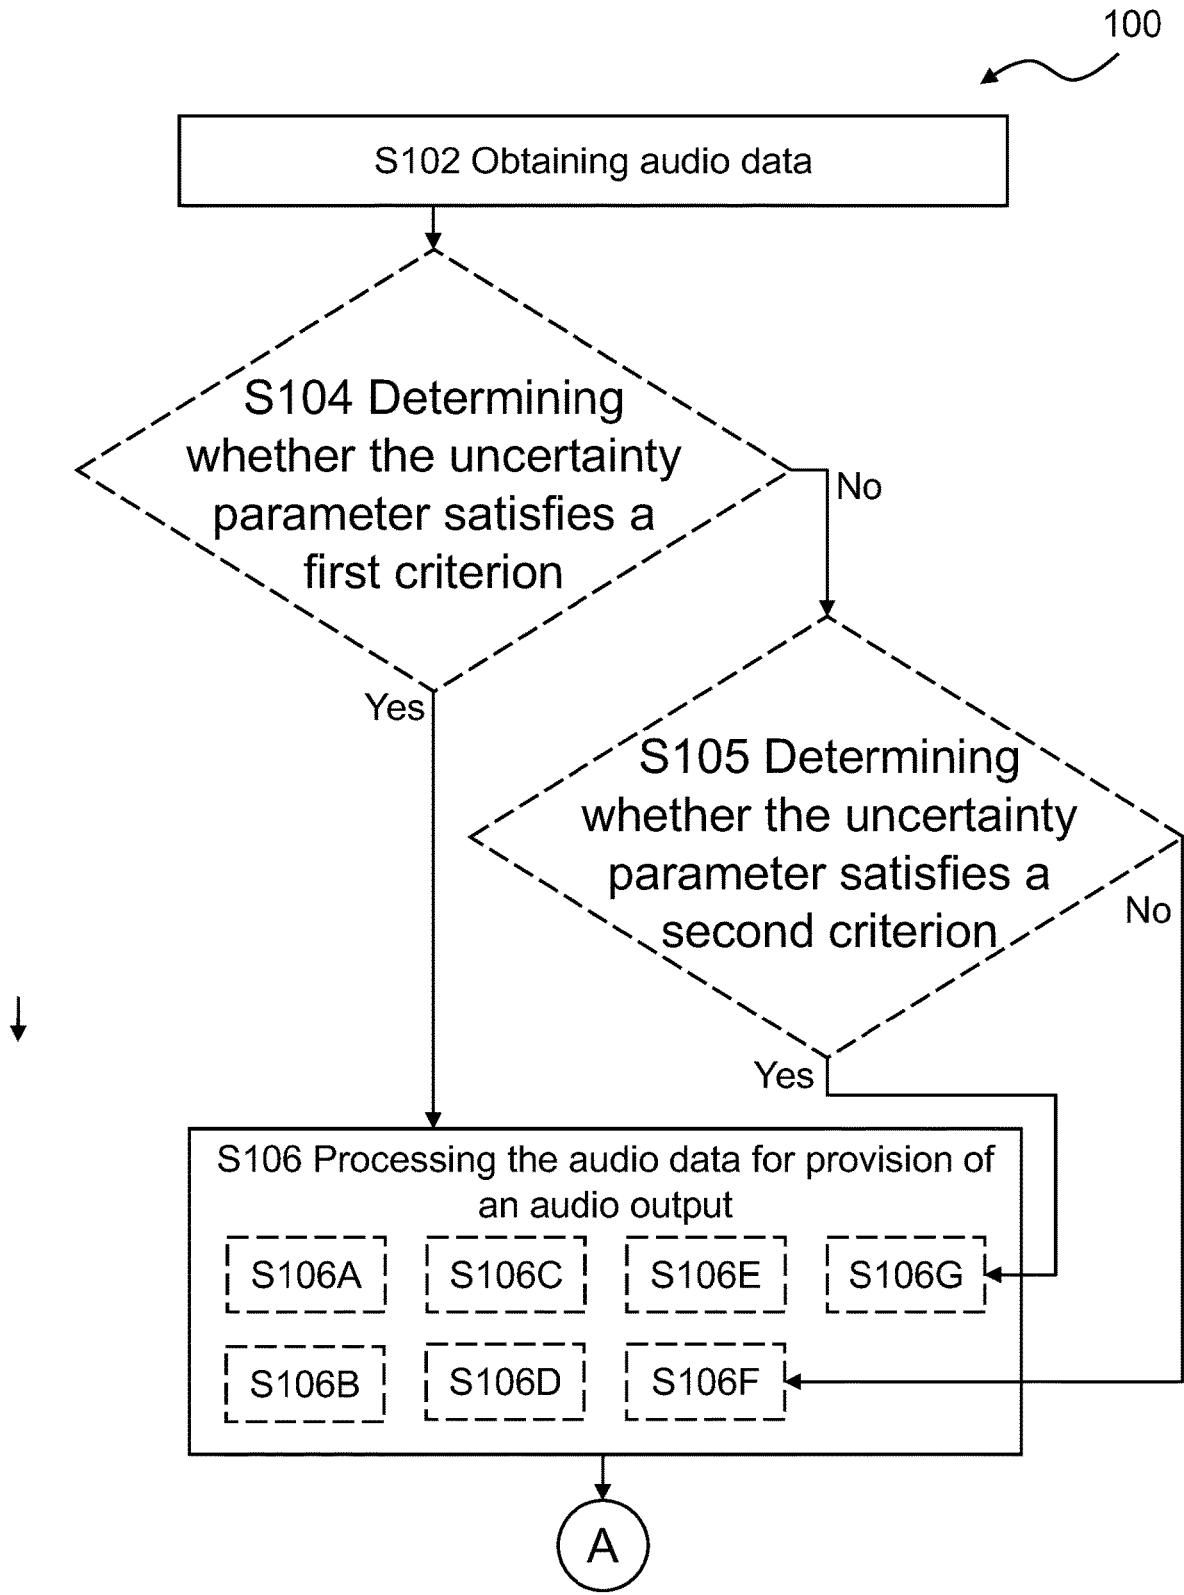 100
S102 Obtaining audio data
S104 Determining
whether the uncertainty
parameter satisfies a
first criterion
No
Yes
S105 Determining
whether the uncertainty
parameter satisfies a
second criterion
No
Yes
S106 Processing the audio data for provision of
an audio output
S106A S106C S106E S106G
S106B S106D S106F
A